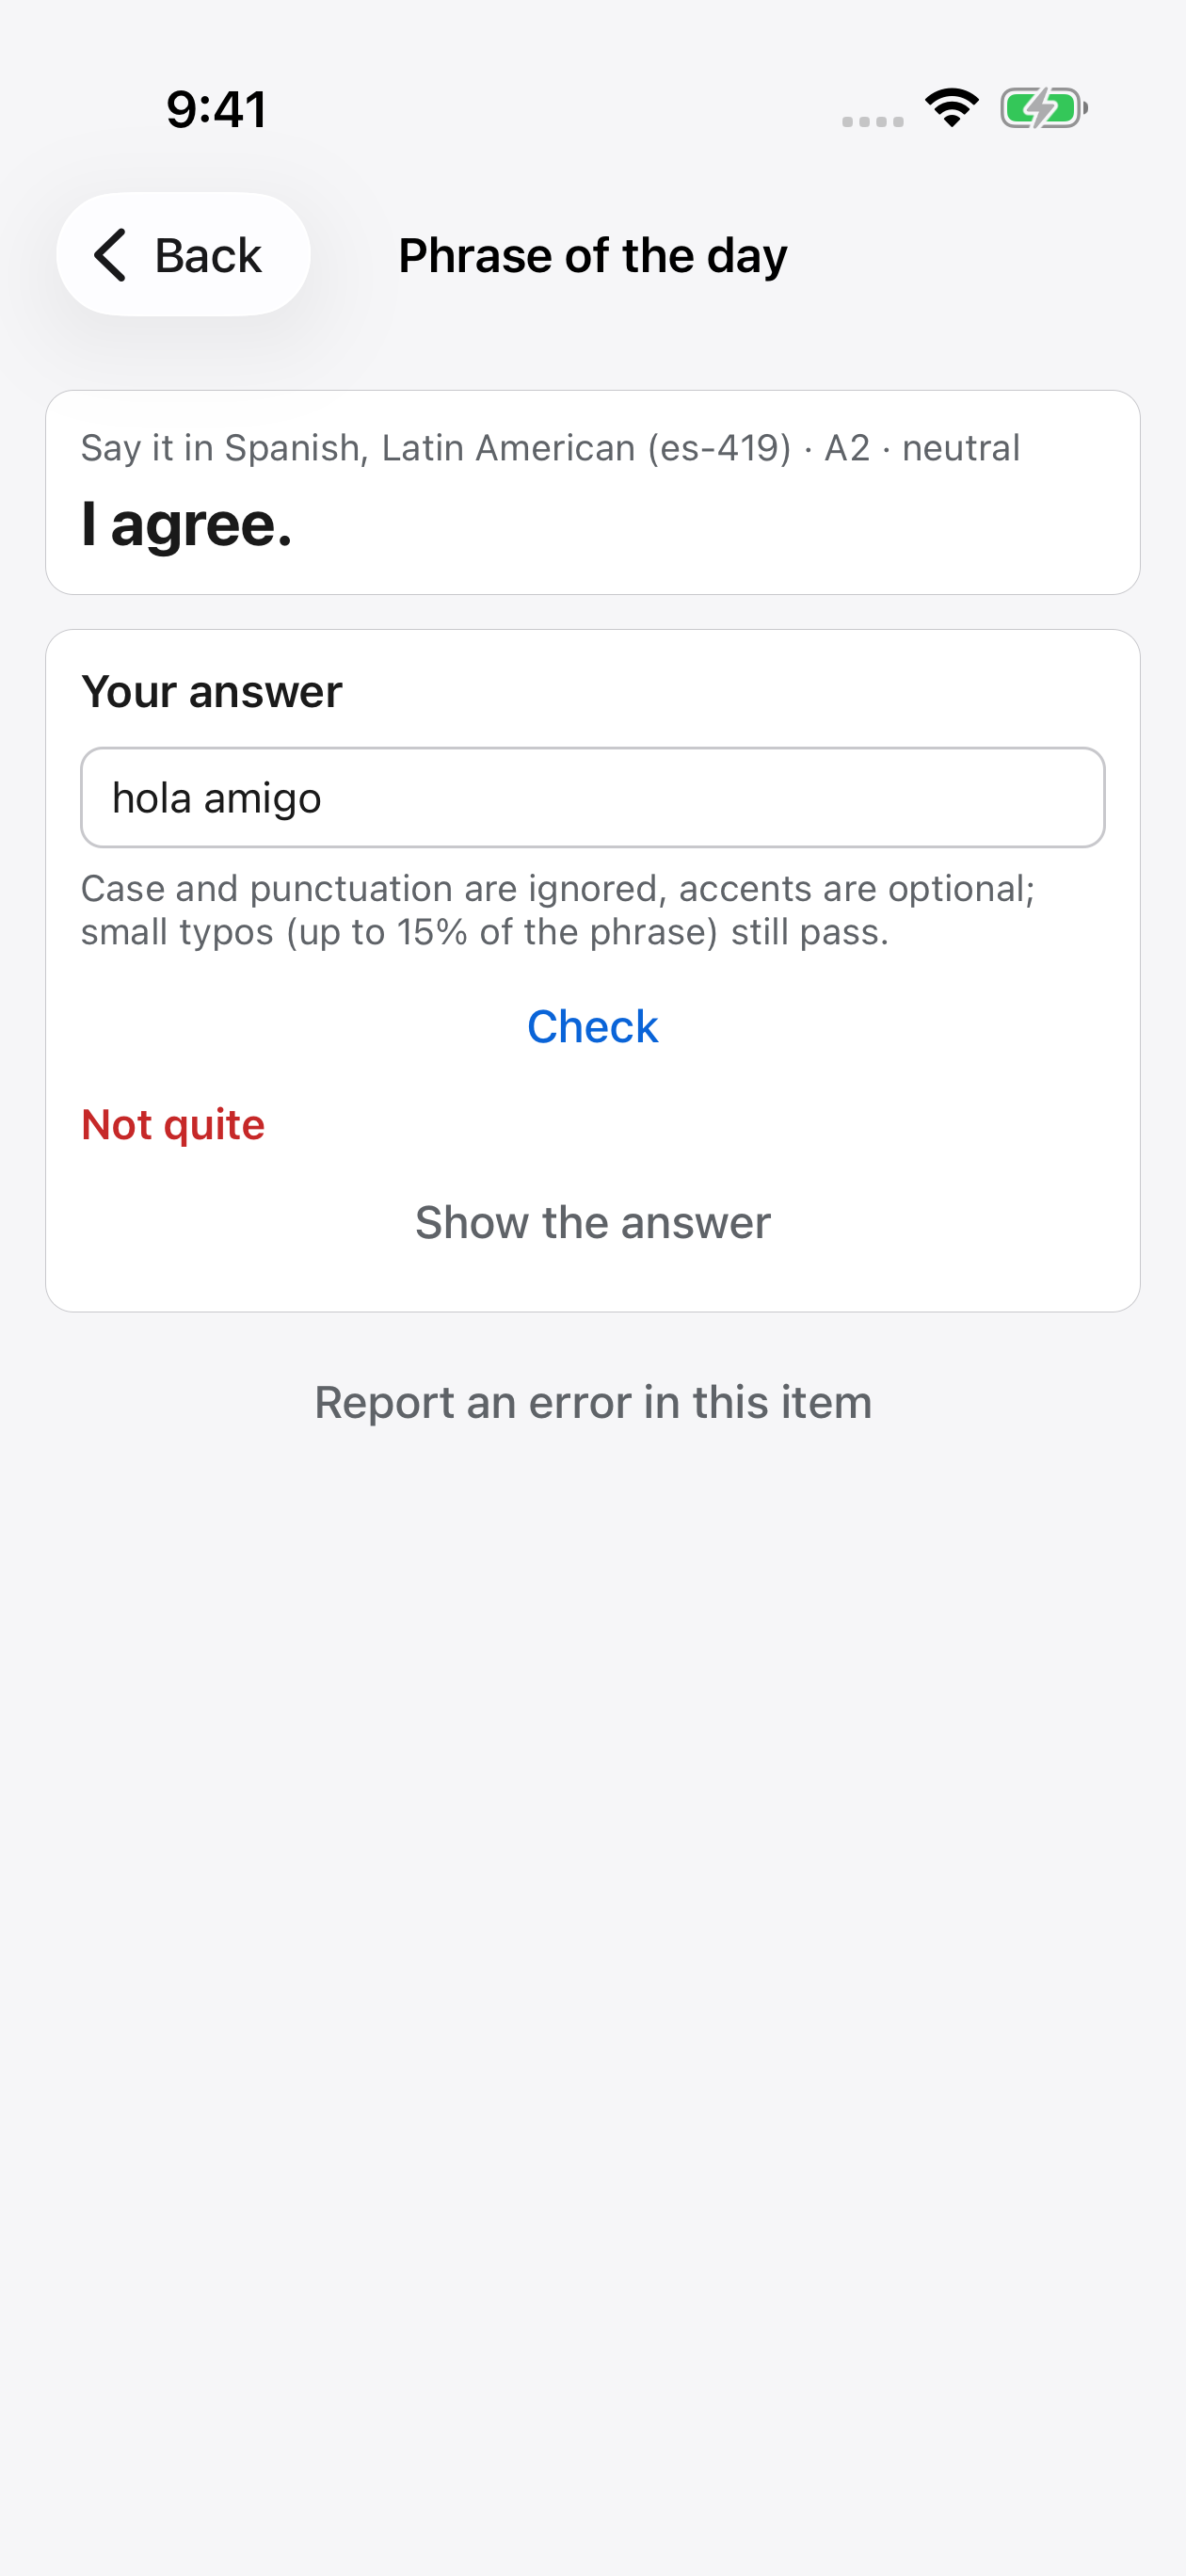 9:41
Back
Phrase of the day
Say it in Spanish, Latin American (es-419) · A2 · neutral
I agree.
Your answer
hola amigo
Case and punctuation are ignored, accents are optional;
small typos (up to 15% of the phrase) still pass.
Check
Not quite
Show the answer
Report an error in this item